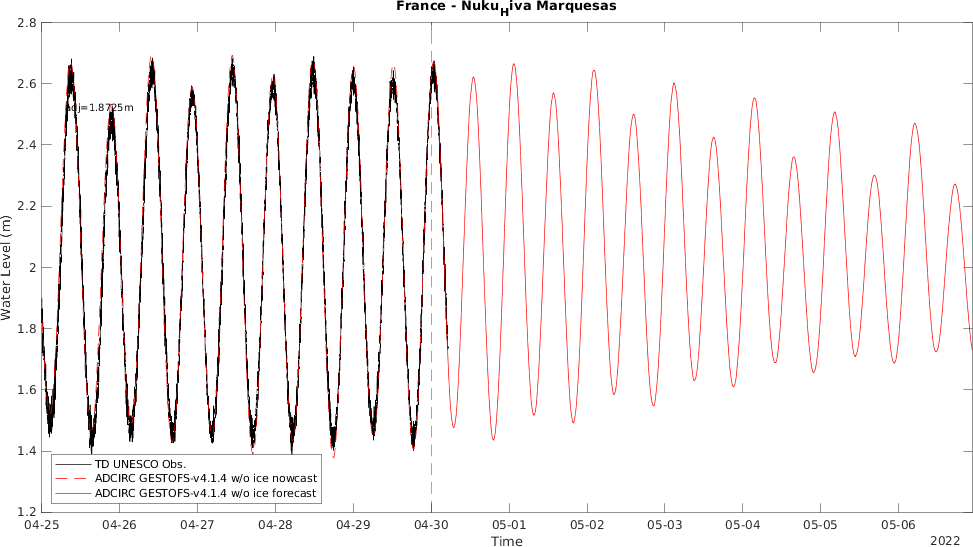 France - Nuku_Hiva Marquesas
2.8
2.6
adj=1.8725m
2.4
2.2
2
1.8
1.6
1.4
1.2
Water Level (m)
TD UNESCO Obs.
ADCIRC GESTOFS-v4.1.4 w/o ice nowcast
ADCIRC GESTOFS-v4.1.4 w/o ice forecast
04-25 04-26 04-27 04-28 04-29 04-30 05-01 05-02 05-03 05-04 05-05 05-06
Time
2022